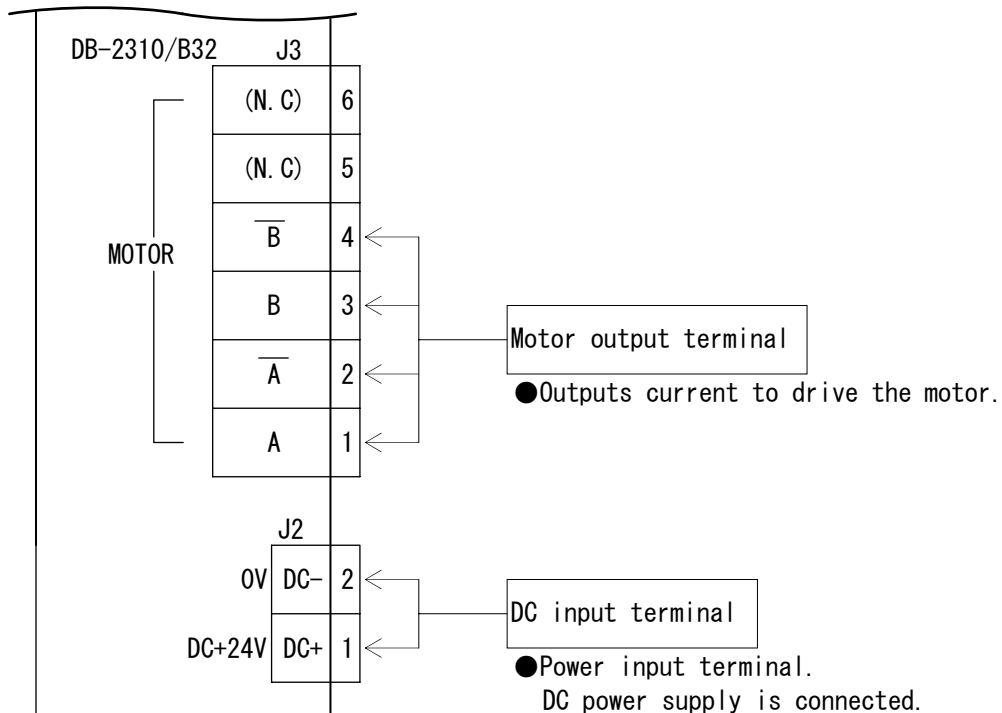 DB-2310/B32 J3
(N.C) 6
(N.C) 5
B̅ 4
MOTOR
B 3
Motor output terminal
A̅ 2
●Outputs current to drive the motor.
A 1
J2
0V DC- 2
DC input terminal
DC+24V DC+ 1
●Power input terminal.
DC power supply is connected.